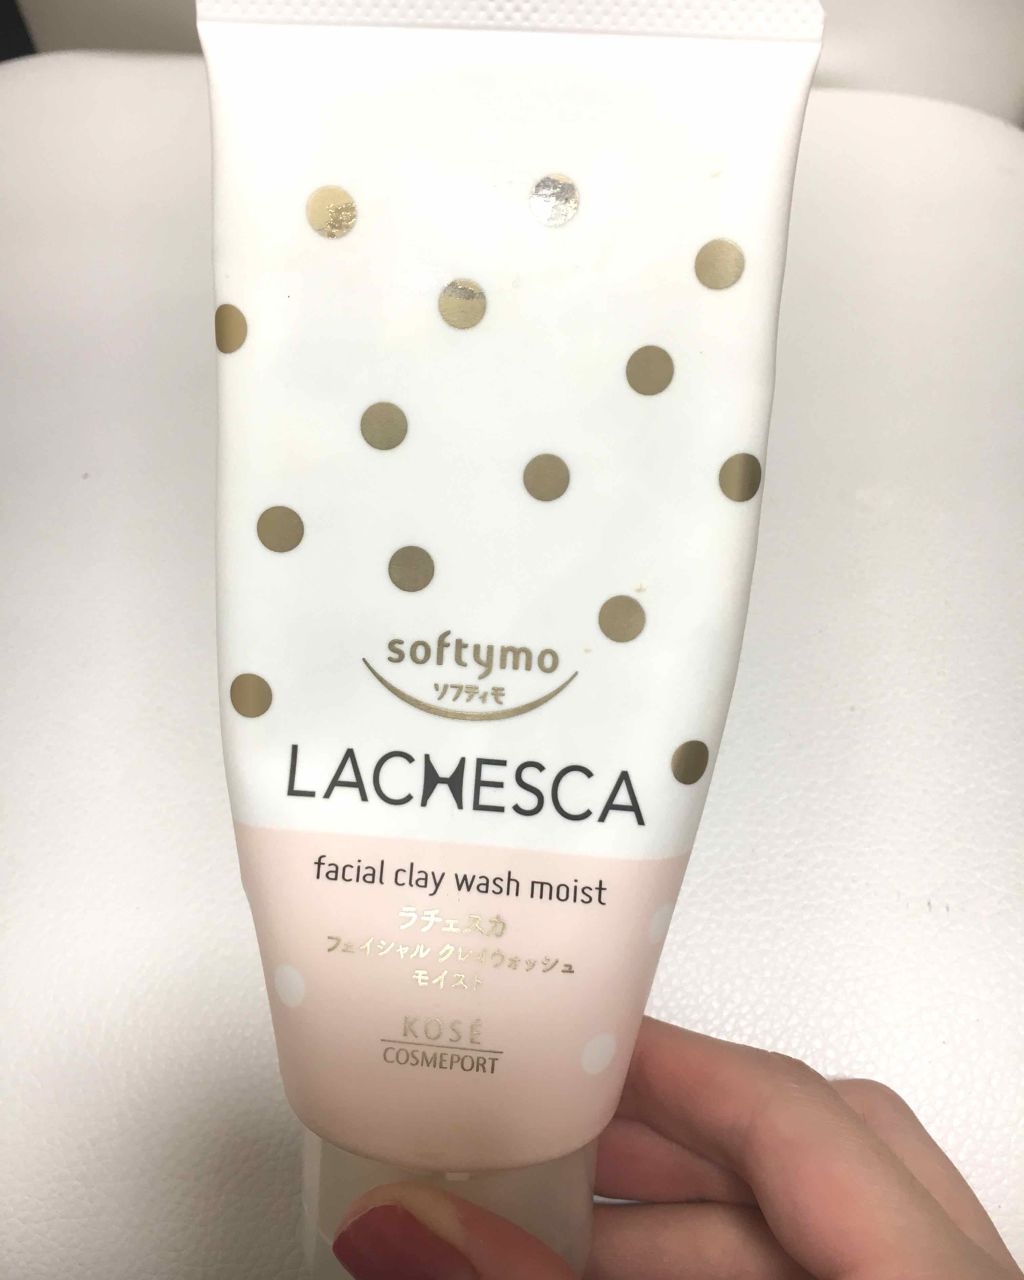 softymo
ソフティモ
LACHESCA
facial clay wash moist
ラチェスカ
フェイシャル クレイウォッシュ
モイスト
KOSÉ
COSMEPORT